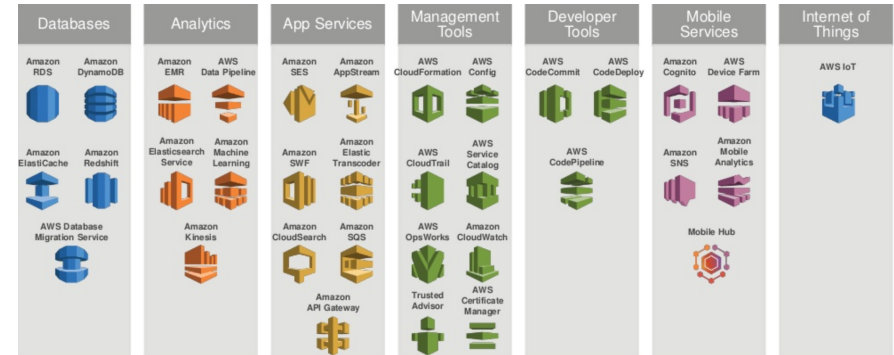 Databases
Amazon
RDS
Amazon
DynamoDB
Amazon
ElastiCache
Amazon
Redshift
AWS Database
Migration Service
Analytics
Amazon
EMR
AWS
Data Pipeline
Amazon
Elasticsearch
Service
Amazon
Machine
Learning
Amazon
Kinesis
App Services
Amazon
SES
Amazon
AppStream
Amazon
SWF
Amazon
Elastic
Transcoder
Amazon
CloudSearch
Amazon
SQS
Amazon
API Gateway
Management
Tools
AWS
CloudFormation
AWS
Config
AWS
CloudTrail
AWS
Service
Catalog
AWS
OpsWorks
Amazon
CloudWatch
Trusted
Advisor
AWS
Certificate
Manager
Developer
Tools
AWS
CodeCommit
AWS
CodeDeploy
AWS
CodePipeline
Mobile
Services
Amazon
Cognito
AWS
Device Farm
Amazon
SNS
Amazon
Mobile
Analytics
Mobile Hub
Internet of
Things
AWS IoT